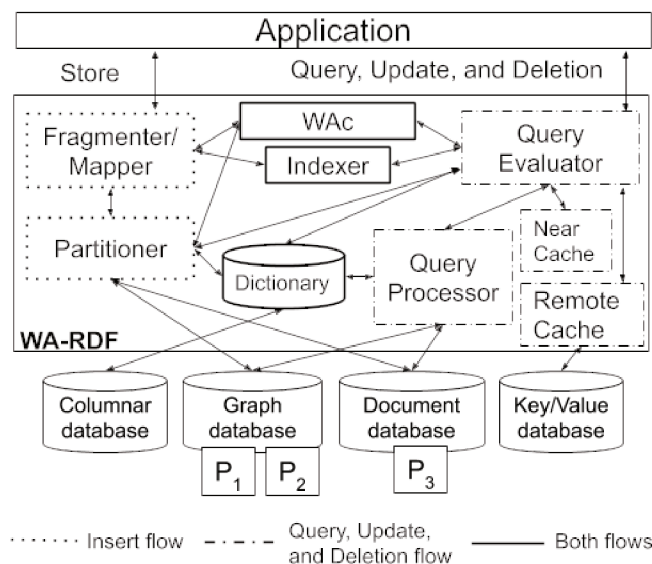 Application
Store
Query, Update, and Deletion
Fragmenter/
Mapper
WAc
Indexer
Query
Evaluator
Partitioner
Dictionary
Query
Processor
Near
Cache
Remote
Cache
WA-RDF
Columnar
database
Graph
database
Document
database
Key/Value
database
P1
P2
P3
Insert flow
Query, Update,
and Deletion flow
Both flows